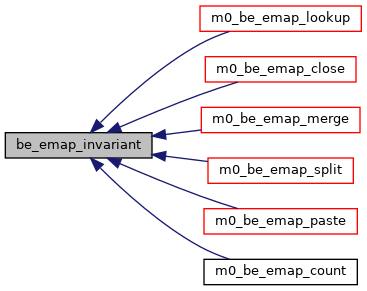 m0_be_emap_lookup
m0_be_emap_close
m0_be_emap_merge
be_emap_invariant
m0_be_emap_split
m0_be_emap_paste
m0_be_emap_count